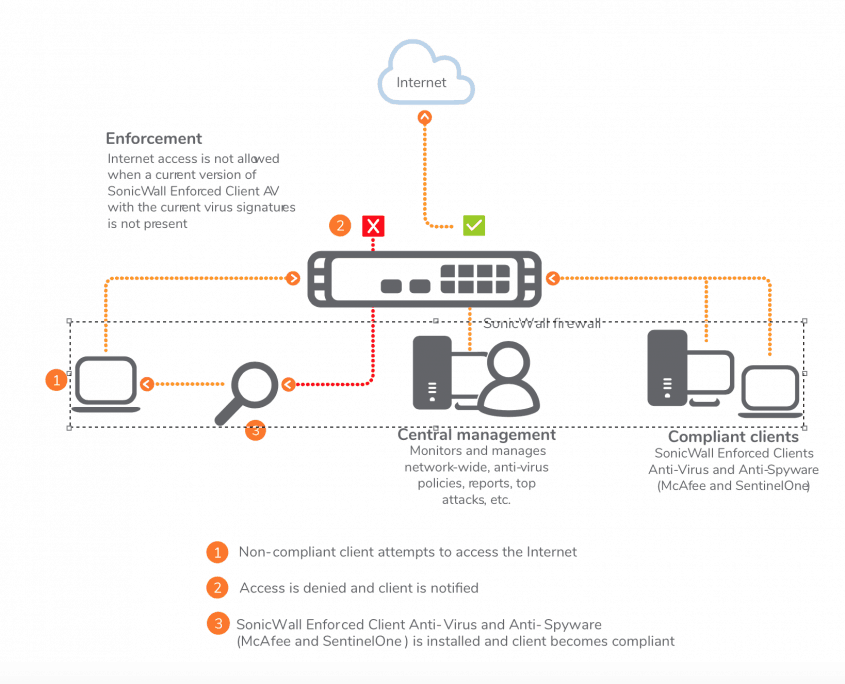 Internet
Enforcement
Internet access is not allowed
when a current version of
SonicWall Enforced Client AV
with the current virus signatures
is not present
2
X
SonicWall firewall
1
3
Central management
Monitors and manages
network-wide, anti-virus
policies, reports, top
attacks, etc.
Compliant clients
SonicWall Enforced Clients
Anti-Virus and Anti-Spyware
(McAfee and SentinelOne)
1 Non-compliant client attempts to access the Internet
2 Access is denied and client is notified
3 SonicWall Enforced Client Anti-Virus and Anti-Spyware
(McAfee and SentinelOne) is installed and client becomes compliant